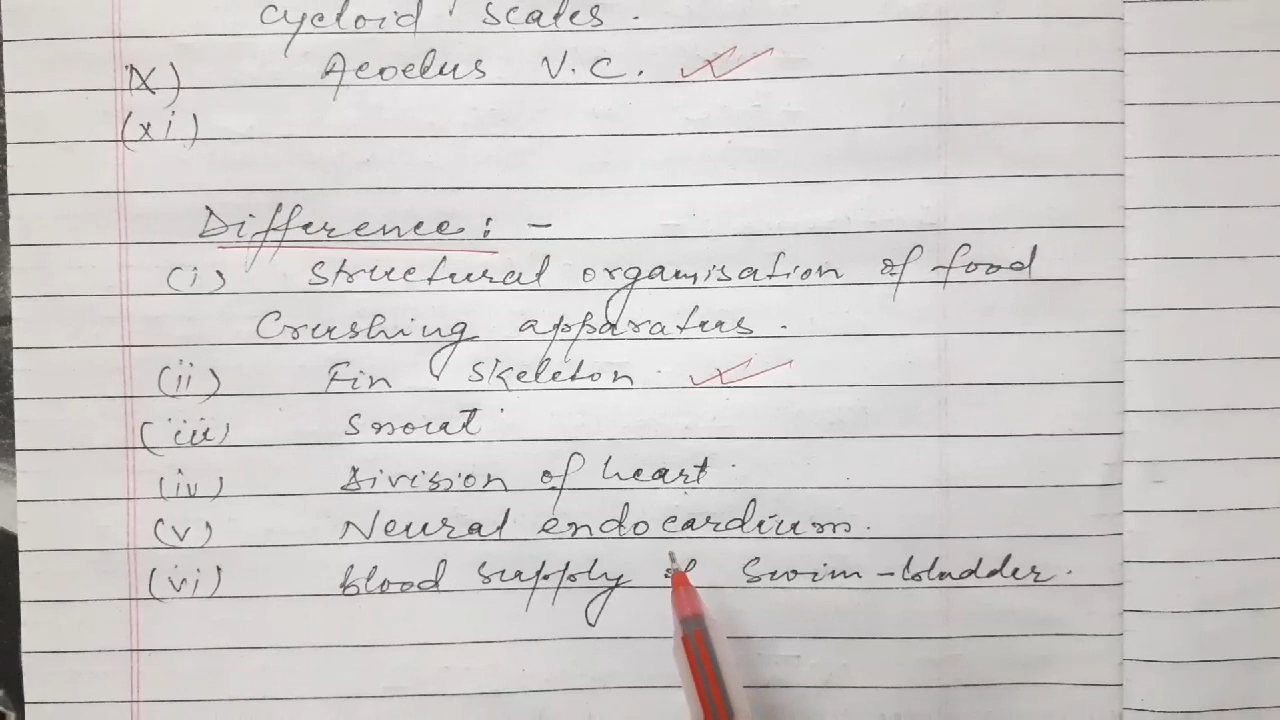 cycloid scales.
X) Acoelus V.C.
(xi)
Difference: -
(i) Structural organisation of food
Crushing apparatus.
(ii) Fin skeleton
(iii) Snout
(iv) Division of heart.
(v) Neural endocardium.
(vi) blood supply of Swim-bladder.